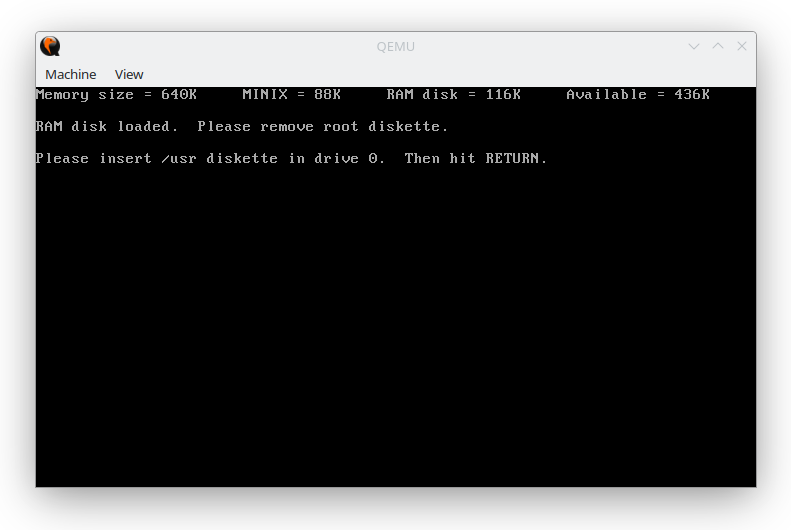 QEMU
Machine View
Memory size = 640K     MINIX = 88K     RAM disk = 116K     Available = 436K
RAM disk loaded.  Please remove root diskette.
Please insert /usr diskette in drive 0.  Then hit RETURN.